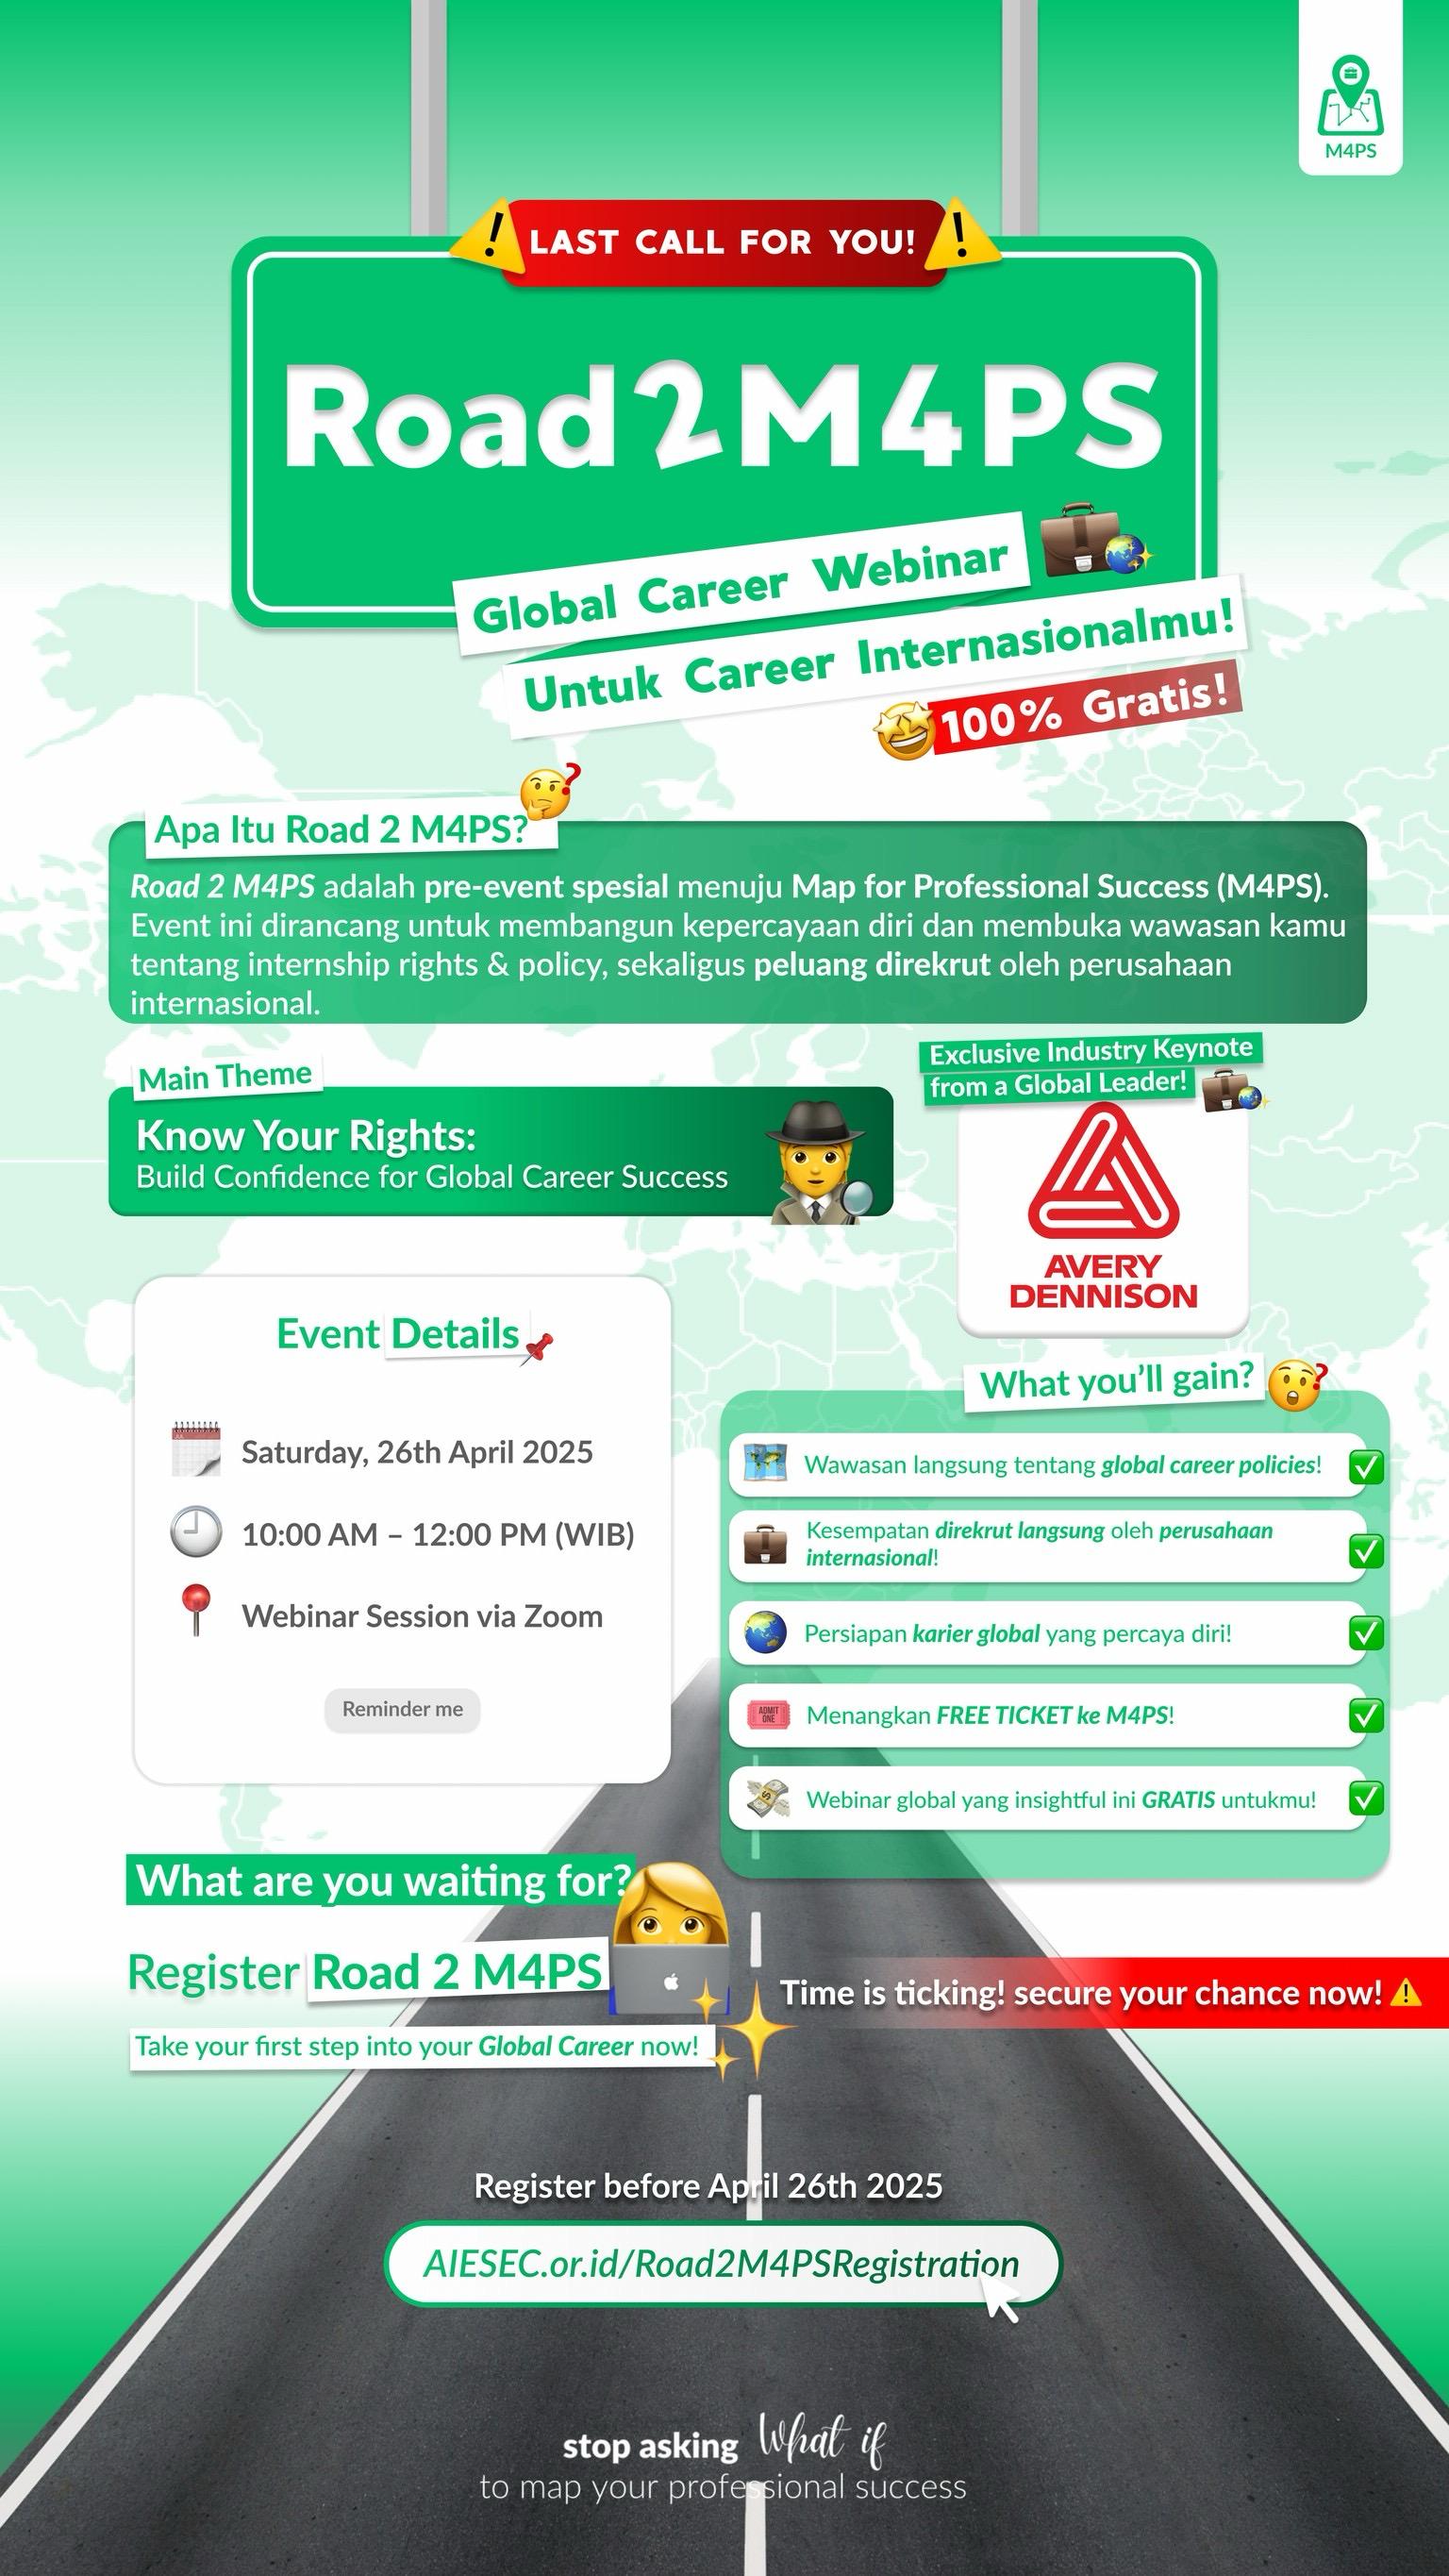 M4PS
LAST CALL FOR YOU!
Road 2 M4PS
Global Career Webinar
Untuk Career Internasionalmu!
100% Gratis!
Apa Itu Road 2 M4PS?
Road 2 M4PS adalah pre-event spesial menuju Map for Professional Success (M4PS).
Event ini dirancang untuk membangun kepercayaan diri dan membuka wawasan kamu
tentang internship rights & policy, sekaligus peluang direkrut oleh perusahaan
internasional.
Main Theme
Know Your Rights:
Build Confidence for Global Career Success
Exclusive Industry Keynote
from a Global Leader!
AVERY
DENNISON
Event Details
Saturday, 26th April 2025
10:00 AM – 12:00 PM (WIB)
Webinar Session via Zoom
Reminder me
What you'll gain?
Wawasan langsung tentang global career policies!
Kesempatan direkrut langsung oleh perusahaan
internasional!
Persiapan karier global yang percaya diri!
ADMIT
ONE
Menangkan FREE TICKET ke M4PS!
Webinar global yang insightful ini GRATIS untukmu!
What are you waiting for?
Register Road 2 M4PS
Take your first step into your Global Career now!
Time is ticking! secure your chance now!
Register before April 26th 2025
AIESEC.or.id/Road2M4PSRegistration
stop asking What if
to map your professional success